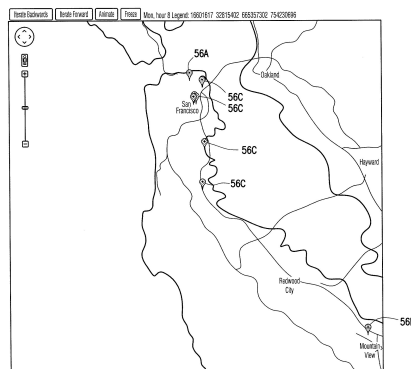 Iterate Backwards Iterate Forward Animate Freeze Mon, hour 8 Legend: 16601617 32815402 665357302 754230696
56A
Oakland
56C
San
Francisco
56C
56C
Hayward
56C
Redwood
City
Mountain
View